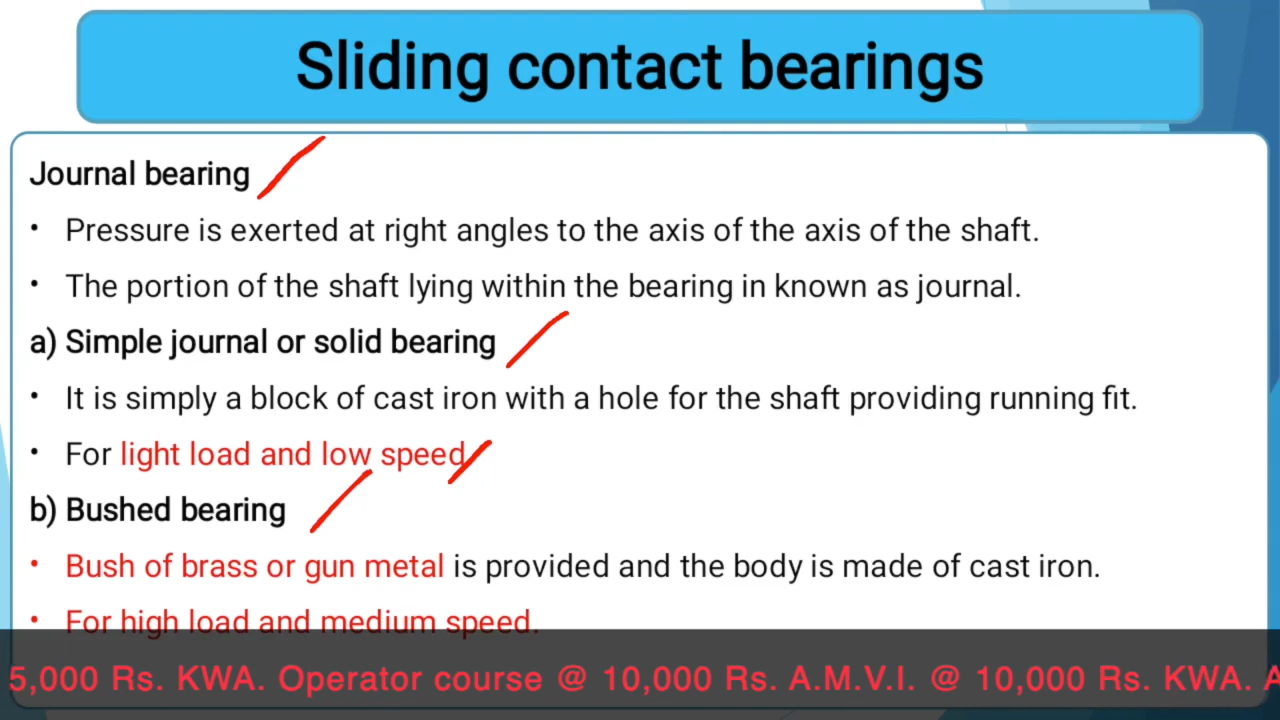 Sliding contact bearings
Journal bearing
• Pressure is exerted at right angles to the axis of the axis of the shaft.
• The portion of the shaft lying within the bearing in known as journal.
a) Simple journal or solid bearing
• It is simply a block of cast iron with a hole for the shaft providing running fit.
• For light load and low speed
b) Bushed bearing
• Bush of brass or gun metal is provided and the body is made of cast iron.
• For high load and medium speed.
5,000 Rs. KWA. Operator course @ 10,000 Rs. A.M.V.I. @ 10,000 Rs. KWA. A